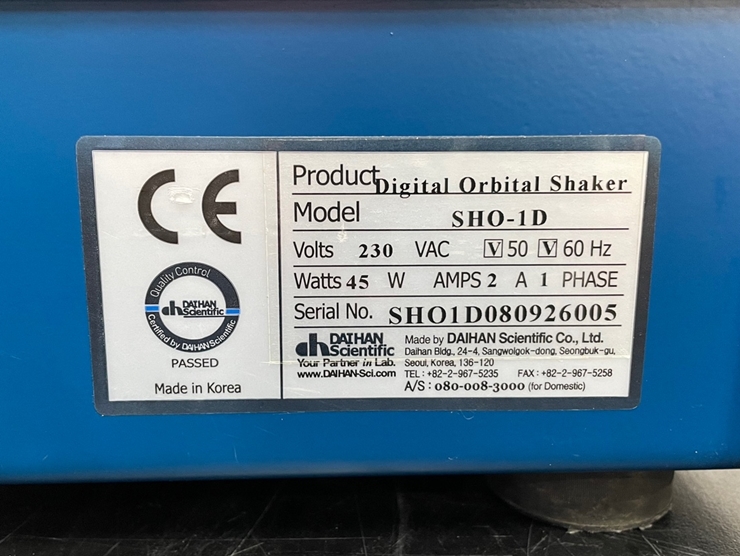 CE
Quality Control
dh DAIHAN Scientific
Certified by DAIHAN Scientific
PASSED
Made in Korea
Product Digital Orbital Shaker
Model SHO-1D
Volts 230 VAC V 50 V 60 Hz
Watts 45 W AMPS 2 A 1 PHASE
Serial No. SHO1D080926005
dh DAIHAN Scientific
Your Partner in Lab.
www.DAIHAN-Sci.com
Made by DAIHAN Scientific Co., Ltd.
Daihan Bldg., 24-4, Sangwolgok-dong, Seongbuk-gu,
Seoul, Korea, 136-120
TEL : +82-2-967-5235 FAX : +82-2-967-5258
A/S : 080-008-3000 (for Domestic)